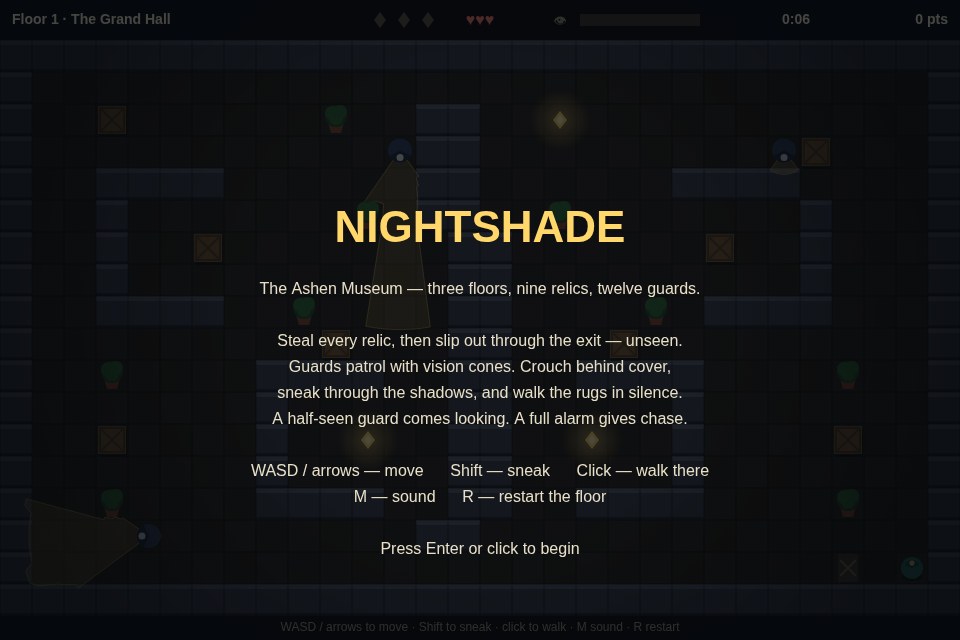 Floor 1 · The Grand Hall
0:06
0 pts
NIGHTSHADE
The Ashen Museum — three floors, nine relics, twelve guards.
Steal every relic, then slip out through the exit — unseen.
Guards patrol with vision cones. Crouch behind cover,
sneak through the shadows, and walk the rugs in silence.
A half-seen guard comes looking. A full alarm gives chase.
WASD / arrows — move Shift — sneak Click — walk there
M — sound R — restart the floor
Press Enter or click to begin
WASD / arrows to move · Shift to sneak · click to walk · M sound · R restart